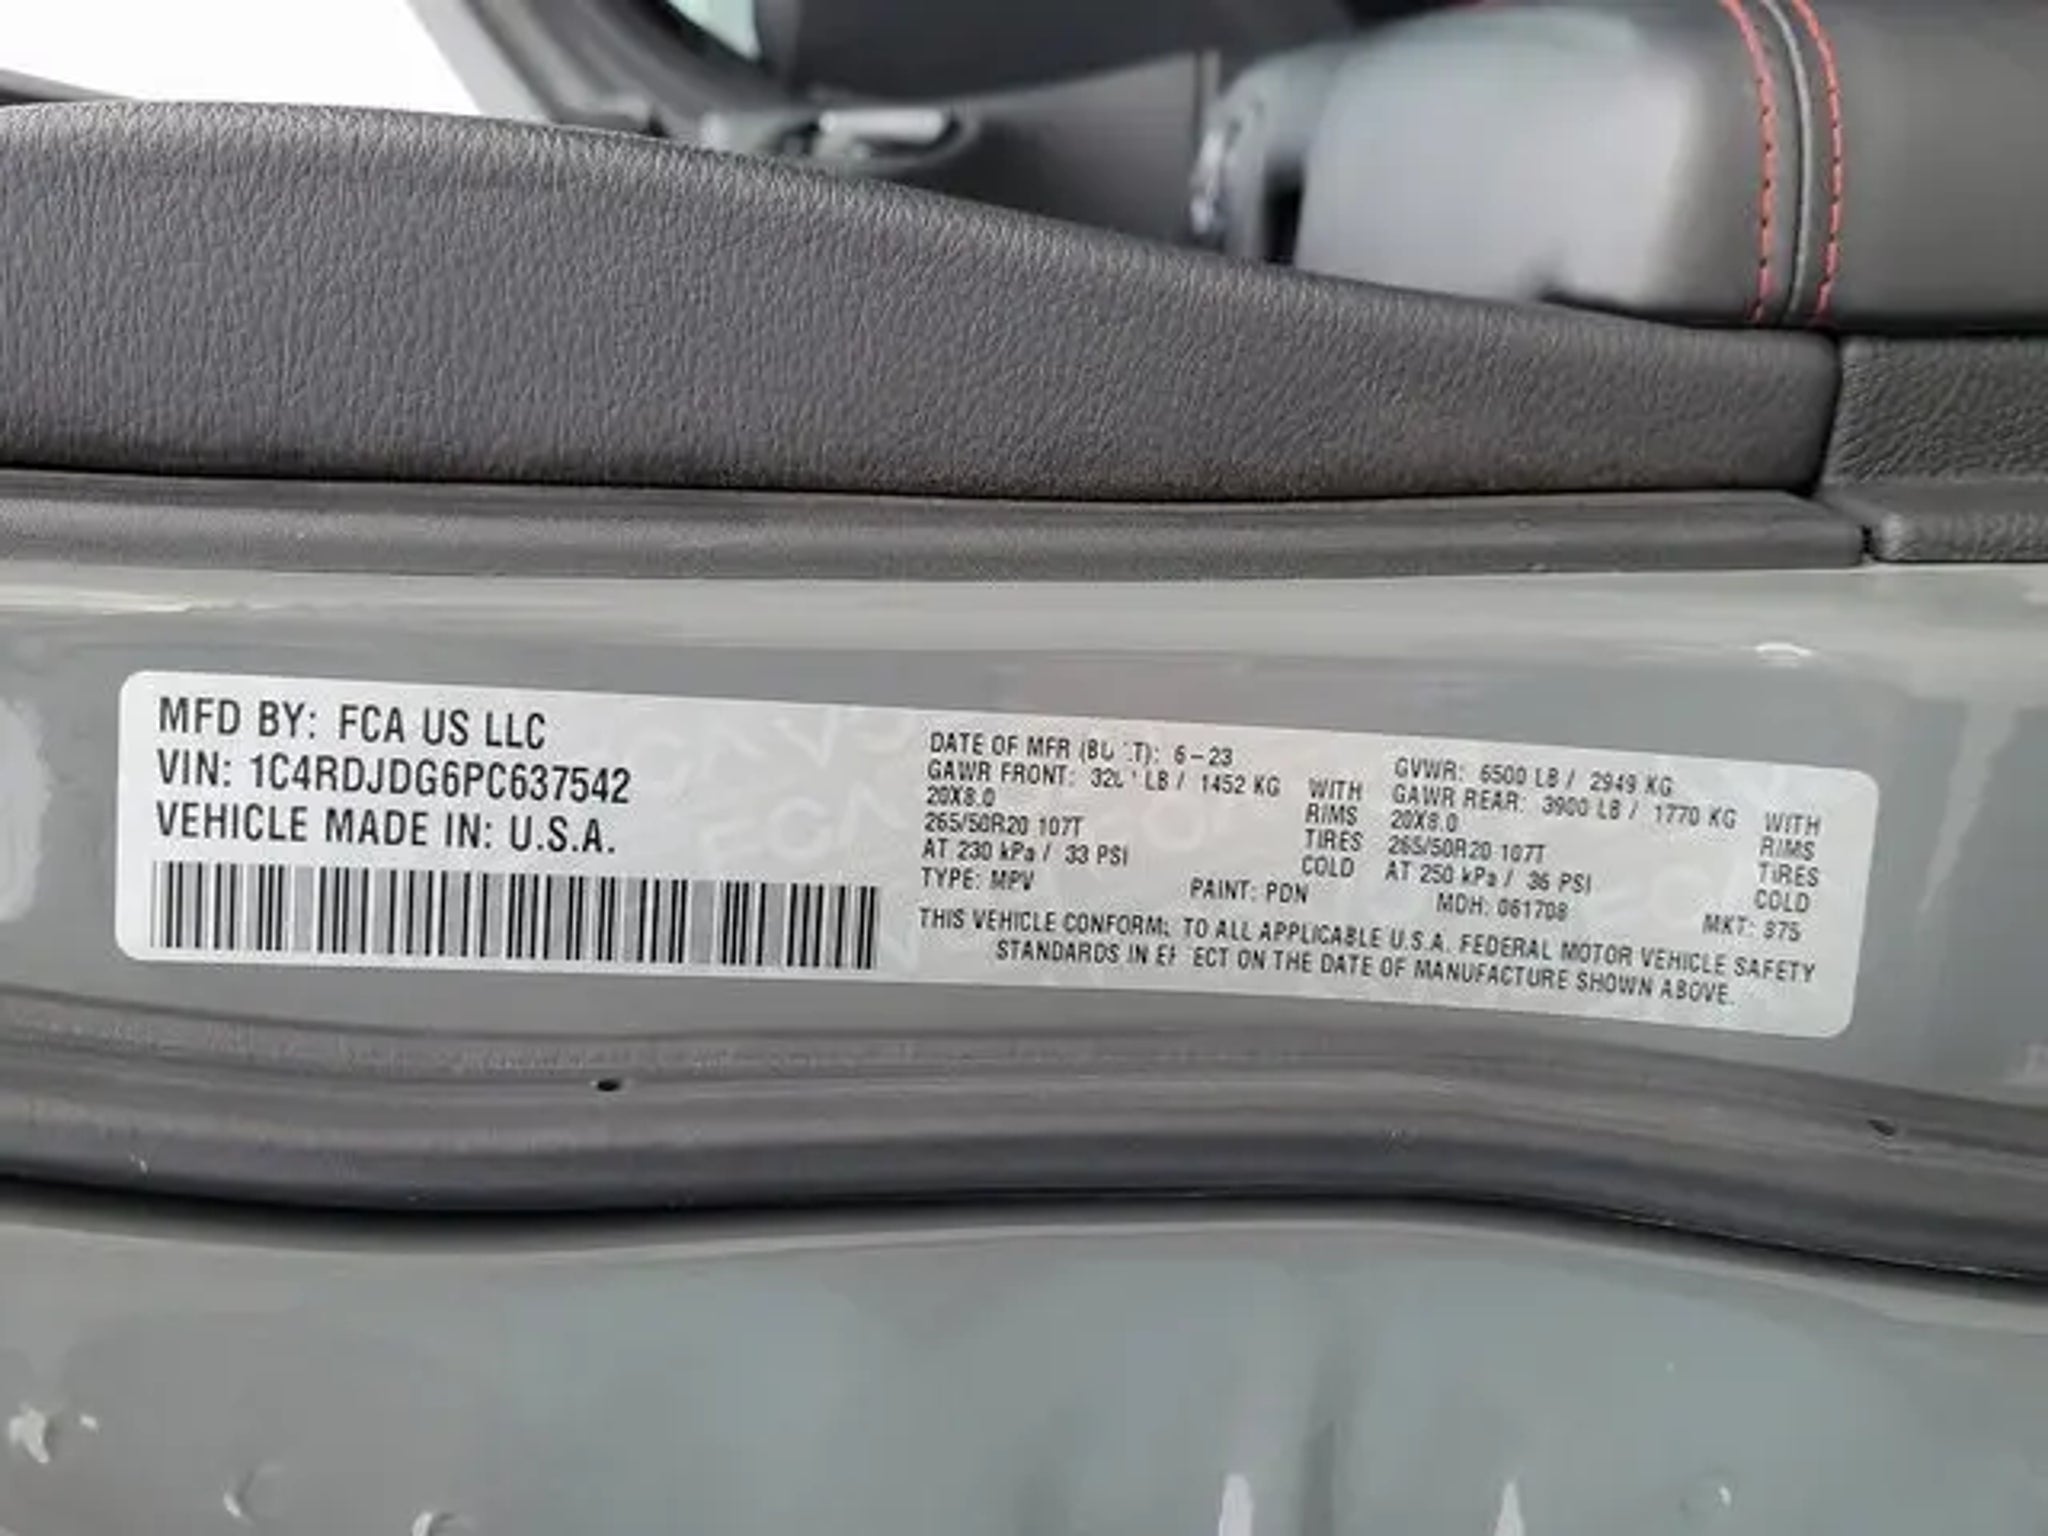 MFD BY: FCA US LLC
VIN: 1C4RDJDG6PC637542
VEHICLE MADE IN: U.S.A.
DATE OF MFR 6-23
GAWR FRONT: LB / 1452 KG WITH
20X8.0 RIMS
265/50R20 107T TIRES
AT 230 kPa / 33 PSI COLD
TYPE: MPV PAINT: PDN
GVWR: 6500 LB / 2949 KG
GAWR REAR: 3900 LB / 1770 KG WITH
20X8.0 RIMS
265/50R20 107T TIRES
AT 250 kPa / 36 PSI COLD
MDH: 061708 MKT:
THIS VEHICLE TO ALL APPLICABLE U.S.A. FEDERAL MOTOR VEHICLE SAFETY
STANDARDS IN ON THE DATE OF MANUFACTURE SHOWN ABOVE.